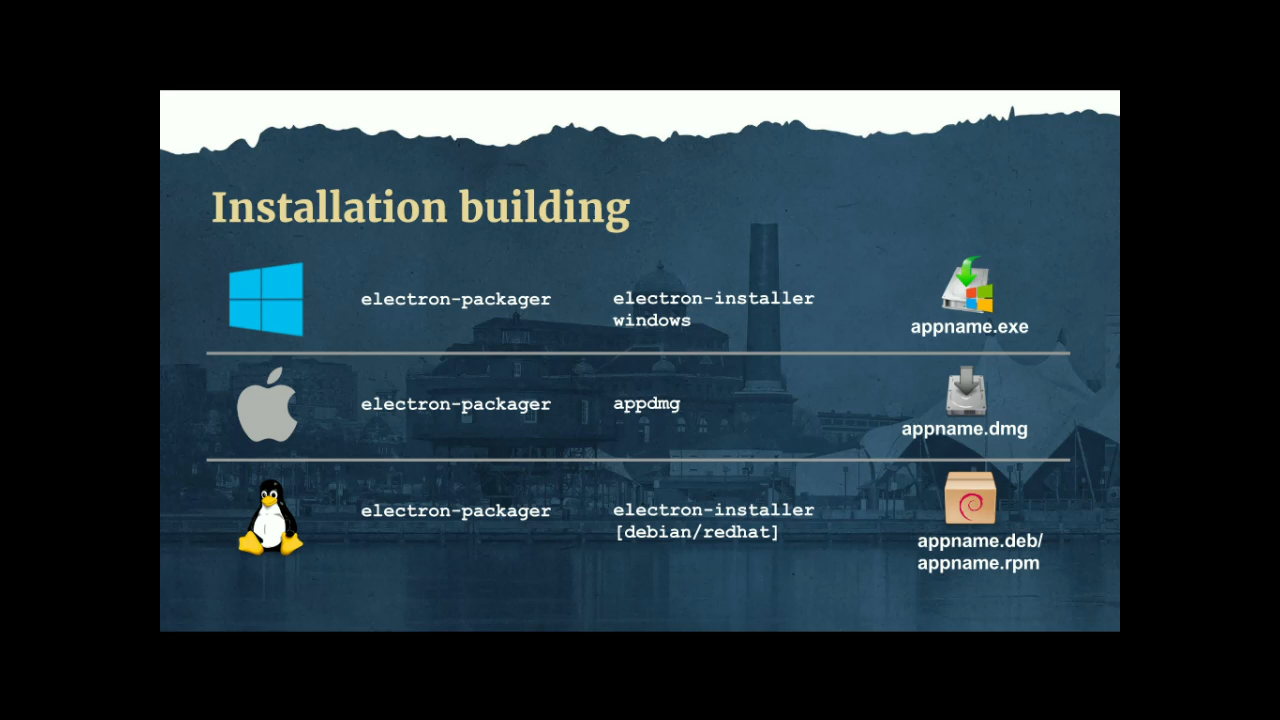 Installation building
electron-packager
electron-installer
windows
appname.exe
electron-packager
appdmg
appname.dmg
electron-packager
electron-installer
[debian/redhat]
appname.deb/
appname.rpm